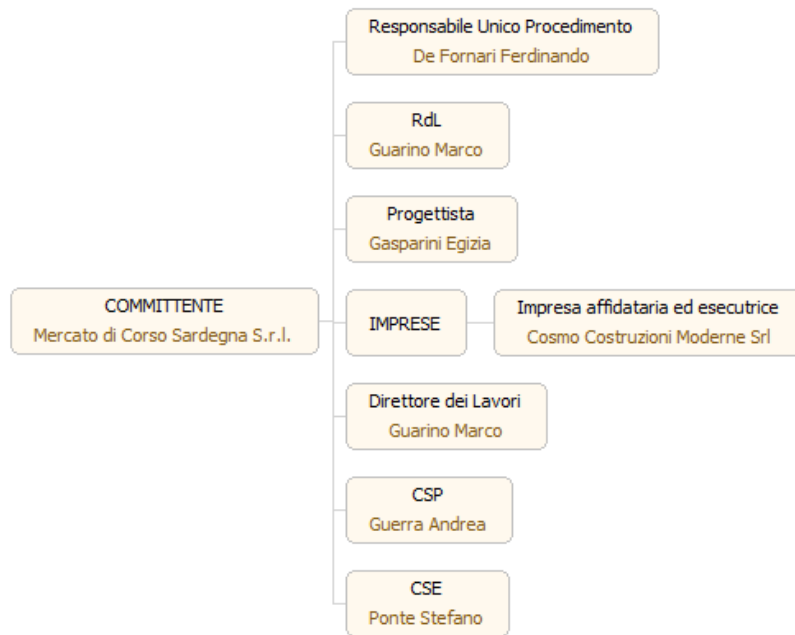 Responsabile Unico Procedimento
De Fornari Ferdinando
RdL
Guarino Marco
Progettista
Gasparini Egizia
COMMITTENTE
Mercato di Corso Sardegna S.r.l.
IMPRESE
Impresa affidataria ed esecutrice
Cosmo Costruzioni Moderne Srl
Direttore dei Lavori
Guarino Marco
CSP
Guerra Andrea
CSE
Ponte Stefano